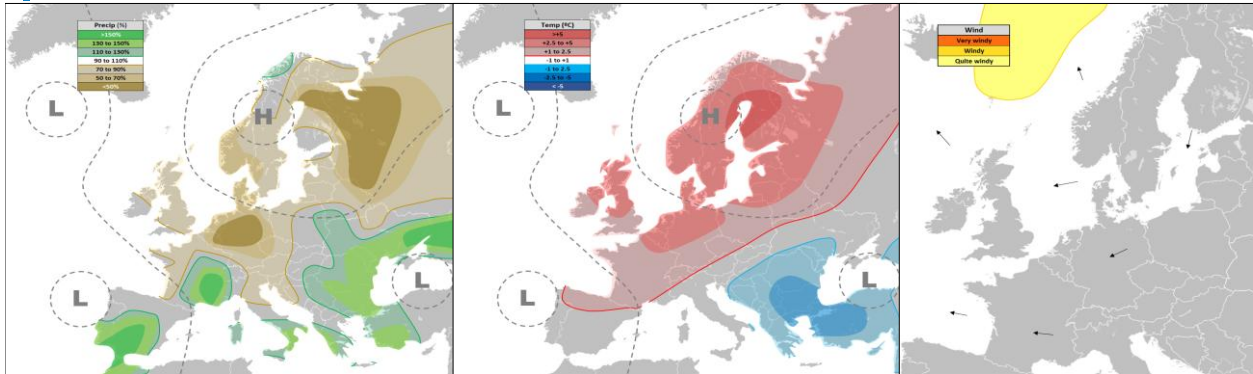 Precip (%)
>150%
130 to 150%
110 to 130%
90 to 110%
70 to 90%
50 to 70%
<50%
L
H
L
L
Temp (ºC)
>+5
+2.5 to +5
+1 to 2.5
-1 to +1
-1 to 2.5
-2.5 to -5
< -5
L
H
L
L
Wind
Very windy
Windy
Quite windy